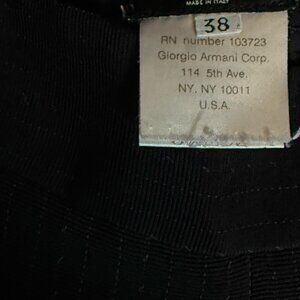 MADE IN ITALY
38
RN number 103723
Giorgio Armani Corp.
114 5th Ave.
NY. NY 10011
U.S.A.